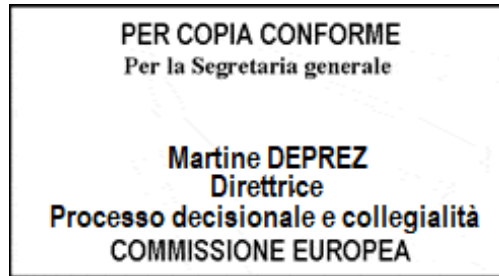 PER COPIA CONFORME
Per la Segretaria generale
Martine DEPREZ
Direttrice
Processo decisionale e collegialità
COMMISSIONE EUROPEA